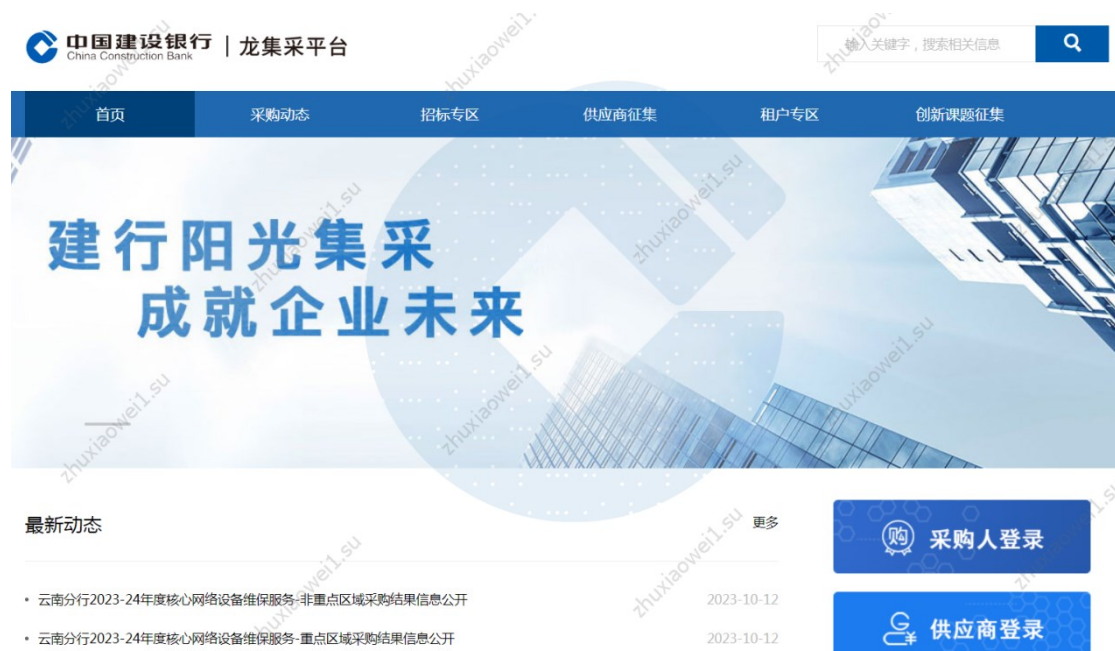 中国建设银行 | 龙集采平台
China Construction Bank
输入关键字，搜索相关信息
首页 采购动态 招标专区 供应商征集 租户专区 创新课题征集
建行阳光集采
成就企业未来
最新动态 更多
云南分行2023-24年度核心网络设备维保服务-非重点区域采购结果信息公开 2023-10-12
云南分行2023-24年度核心网络设备维保服务-重点区域采购结果信息公开 2023-10-12
购 采购人登录
供应商登录
zhuxiaowei1.su